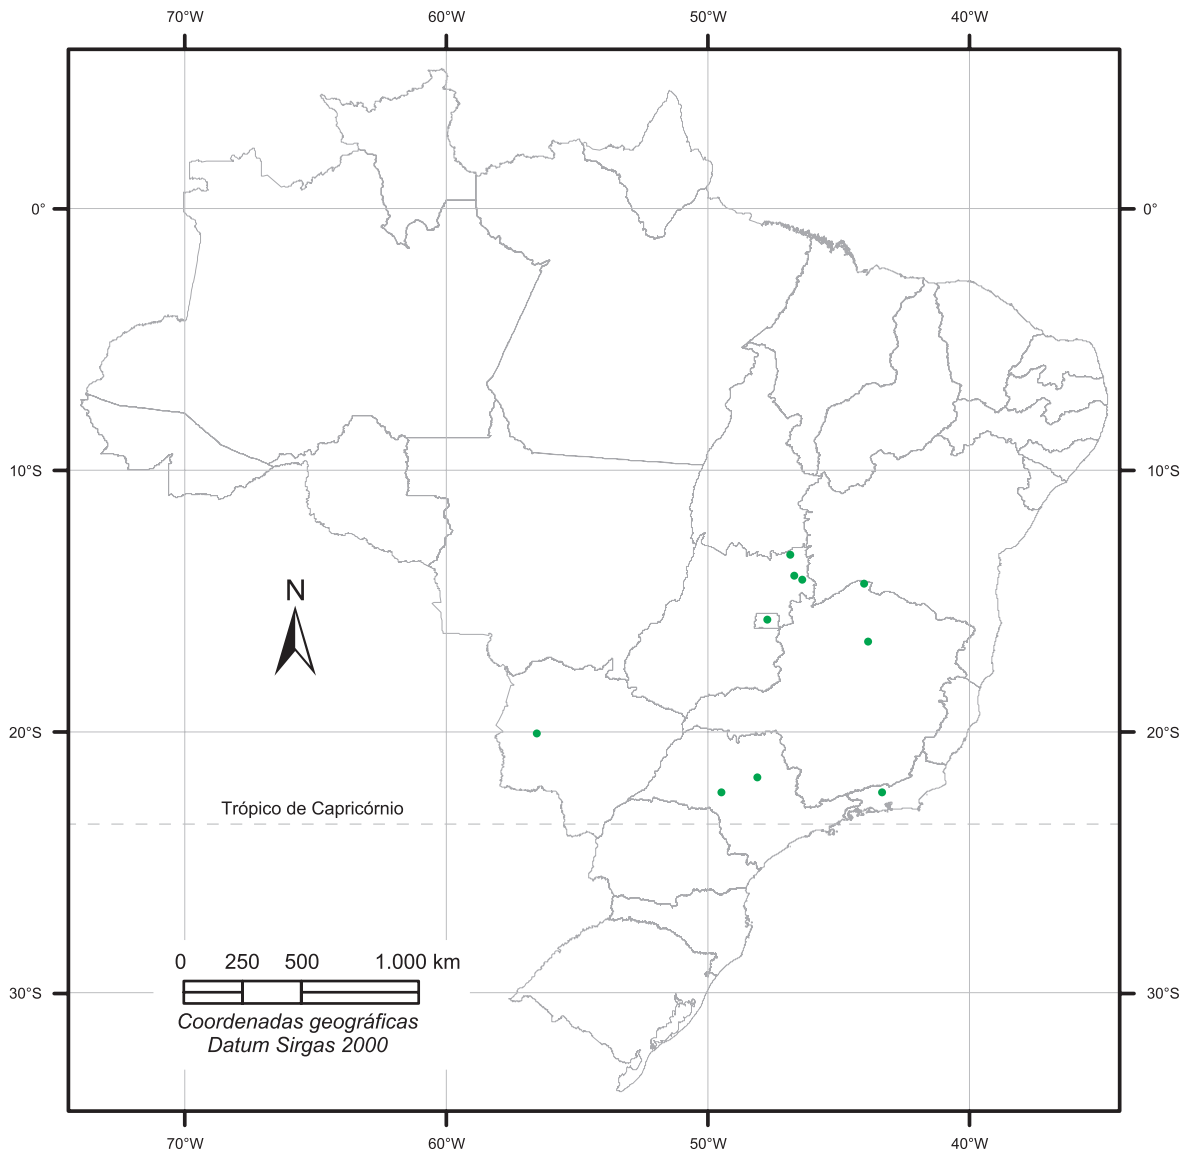 70°W 60°W 50°W 40°W
0° 0°
10°S 10°S
N
20°S 20°S
Trópico de Capricórnio
0 250 500 1.000 km
30°S 30°S
Coordenadas geográficas
Datum Sirgas 2000
70°W 60°W 50°W 40°W